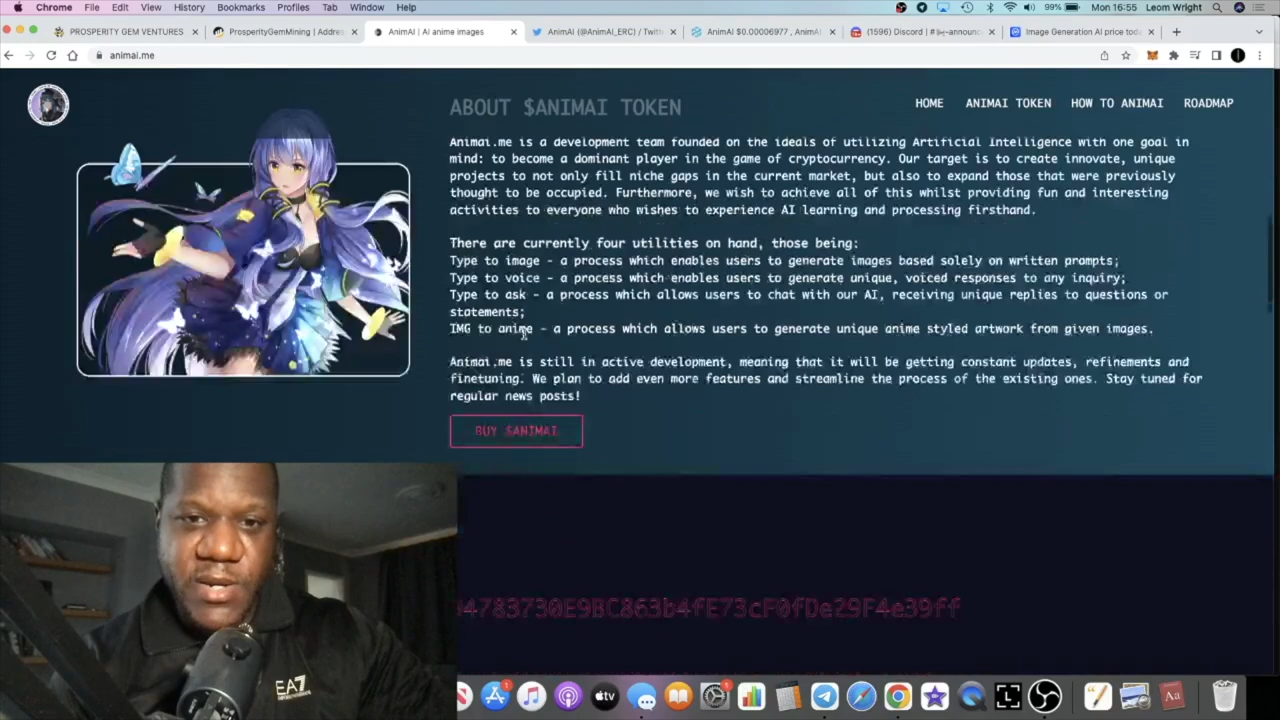 Chrome File Edit View History Bookmarks Profiles Tab Window Help 99% Mon 16:55 Leom Wright
PROSPERITY GEM VENTURES ProsperityGemMining | Addres AnimAI | AI anime images AnimAI (@AnimAI_ERC) / Twitt AnimAI $0.00006977 , AnimAI (1596) Discord | Image Generation AI price toda
animai.me
HOME ANIMAI TOKEN HOW TO ANIMAI ROADMAP
ABOUT $ANIMAI TOKEN
Animai.me is a development team founded on the ideals of utilizing Artificial Intelligence with one goal in
mind: to become a dominant player in the game of cryptocurrency. Our target is to create innovate, unique
projects to not only fill niche gaps in the current market, but also to expand those that were previously
thought to be occupied. Furthermore, we wish to achieve all of this whilst providing fun and interesting
activities to everyone who wishes to experience AI learning and processing firsthand.
There are currently four utilities on hand, those being:
Type to image - a process which enables users to generate images based solely on written prompts;
Type to voice - a process which enables users to generate unique, voiced responses to any inquiry;
Type to ask - a process which allows users to chat with our AI, receiving unique replies to questions or
statements;
IMG to anime - a process which allows users to generate unique anime styled artwork from given images.
Animai.me is still in active development, meaning that it will be getting constant updates, refinements and
finetuning. We plan to add even more features and streamline the process of the existing ones. Stay tuned for
regular news posts!
BUY $ANIMAI
4783730E9BC863b4fE73cF0fDe29F4e39ff
EA7
tv
Aa